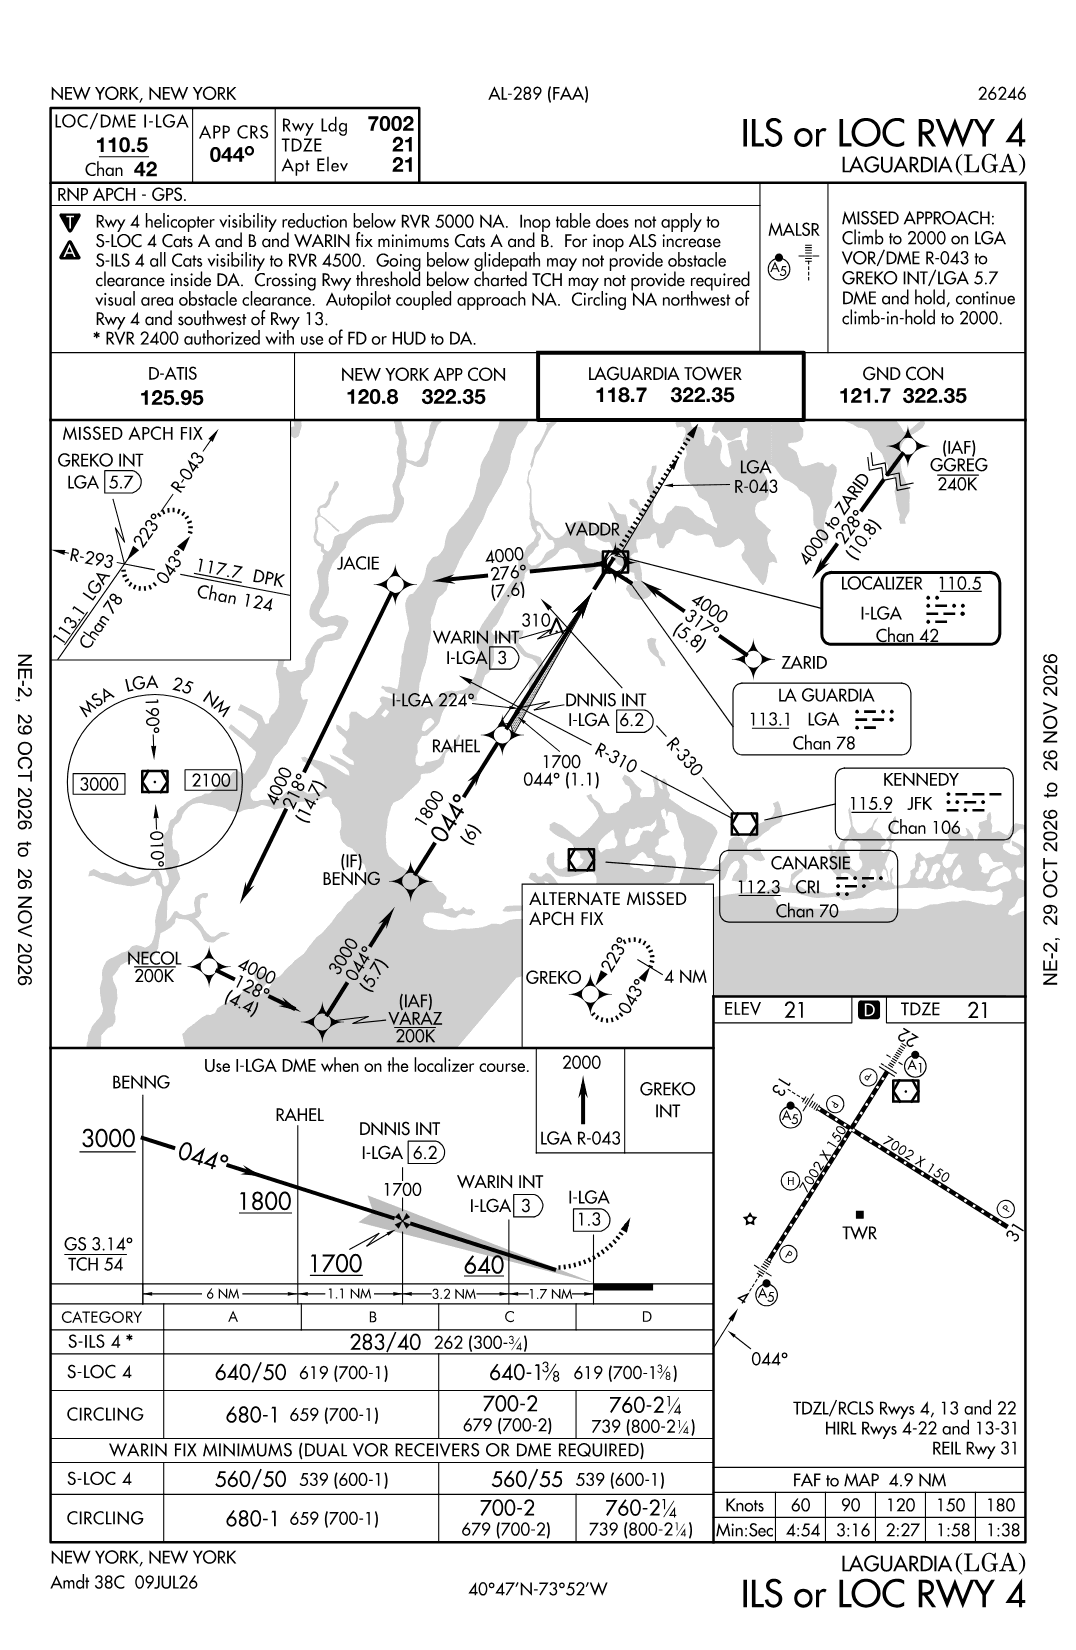 NEW YORK, NEW YORK
AL-289 (FAA)
26246
LOC/DME I-LGA
110.5
Chan 42
APP CRS
044°
Rwy Ldg 7002
TDZE 21
Apt Elev 21
ILS or LOC RWY 4
LAGUARDIA (LGA)
RNP APCH - GPS.
T
A
Rwy 4 helicopter visibility reduction below RVR 5000 NA. Inop table does not apply to
S-LOC 4 Cats A and B and WARIN fix minimums Cats A and B. For inop ALS increase
S-ILS 4 all Cats visibility to RVR 4500. Going below glidepath may not provide obstacle
clearance inside DA. Crossing Rwy threshold below charted TCH may not provide required
visual area obstacle clearance. Autopilot coupled approach NA. Circling NA northwest of
Rwy 4 and southwest of Rwy 13.
* RVR 2400 authorized with use of FD or HUD to DA.
MALSR
A5
MISSED APPROACH:
Climb to 2000 on LGA
VOR/DME R-043 to
GREKO INT/LGA 5.7
DME and hold, continue
climb-in-hold to 2000.
D-ATIS
125.95
NEW YORK APP CON
120.8 322.35
LAGUARDIA TOWER
118.7 322.35
GND CON
121.7 322.35
MISSED APCH FIX
GREKO INT
LGA 5.7
R-043
223°
043°
R-293
117.7 DPK
Chan 124
113.1 LGA
Chan 78
LGA
R-043
(IAF)
GGREG
240K
4000 to ZARID
228°
(10.8)
VADDR
JACIE
4000
276°
(7.6)
4000
317°
(5.8)
ZARID
LOCALIZER 110.5
I-LGA
Chan 42
310
WARIN INT
I-LGA 3
I-LGA 224°
DNNIS INT
I-LGA 6.2
RAHEL
1700
044° (1.1)
R-310
R-330
LA GUARDIA
113.1 LGA
Chan 78
KENNEDY
115.9 JFK
Chan 106
CANARSIE
112.3 CRI
Chan 70
MSA LGA 25 NM
190°
3000
2100
010°
4000
218°
(14.7)
1800
044°
(6)
(IF)
BENNG
3000
044°
(5.7)
NECOL
200K
4000
128°
(4.4)
(IAF)
VARAZ
200K
ALTERNATE MISSED
APCH FIX
GREKO
223°
043°
4 NM
NE-2, 29 OCT 2026 to 26 NOV 2026
NE-2, 29 OCT 2026 to 26 NOV 2026
ELEV 21
D
TDZE 21
22
A1
P
13
A5
P
7002 X 150
7002 X 150
H
P
31
TWR
P
4
A5
044°
TDZL/RCLS Rwys 4, 13 and 22
HIRL Rwys 4-22 and 13-31
REIL Rwy 31
FAF to MAP 4.9 NM
Knots 60 90 120 150 180
Min:Sec 4:54 3:16 2:27 1:58 1:38
Use I-LGA DME when on the localizer course.
2000
LGA R-043
GREKO
INT
BENNG
RAHEL
DNNIS INT
I-LGA 6.2
WARIN INT
I-LGA 3
I-LGA
1.3
3000
044°
1800
1700
1700
640
GS 3.14°
TCH 54
6 NM
1.1 NM
3.2 NM
1.7 NM
CATEGORY A B C D
S-ILS 4 * 283/40 262 (300-¾)
S-LOC 4 640/50 619 (700-1) 640-1⅜ 619 (700-1⅜)
CIRCLING 680-1 659 (700-1) 700-2 679 (700-2) 760-2¼ 739 (800-2¼)
WARIN FIX MINIMUMS (DUAL VOR RECEIVERS OR DME REQUIRED)
S-LOC 4 560/50 539 (600-1) 560/55 539 (600-1)
CIRCLING 680-1 659 (700-1) 700-2 679 (700-2) 760-2¼ 739 (800-2¼)
NEW YORK, NEW YORK
Amdt 38C 09JUL26
40°47'N-73°52'W
LAGUARDIA (LGA)
ILS or LOC RWY 4